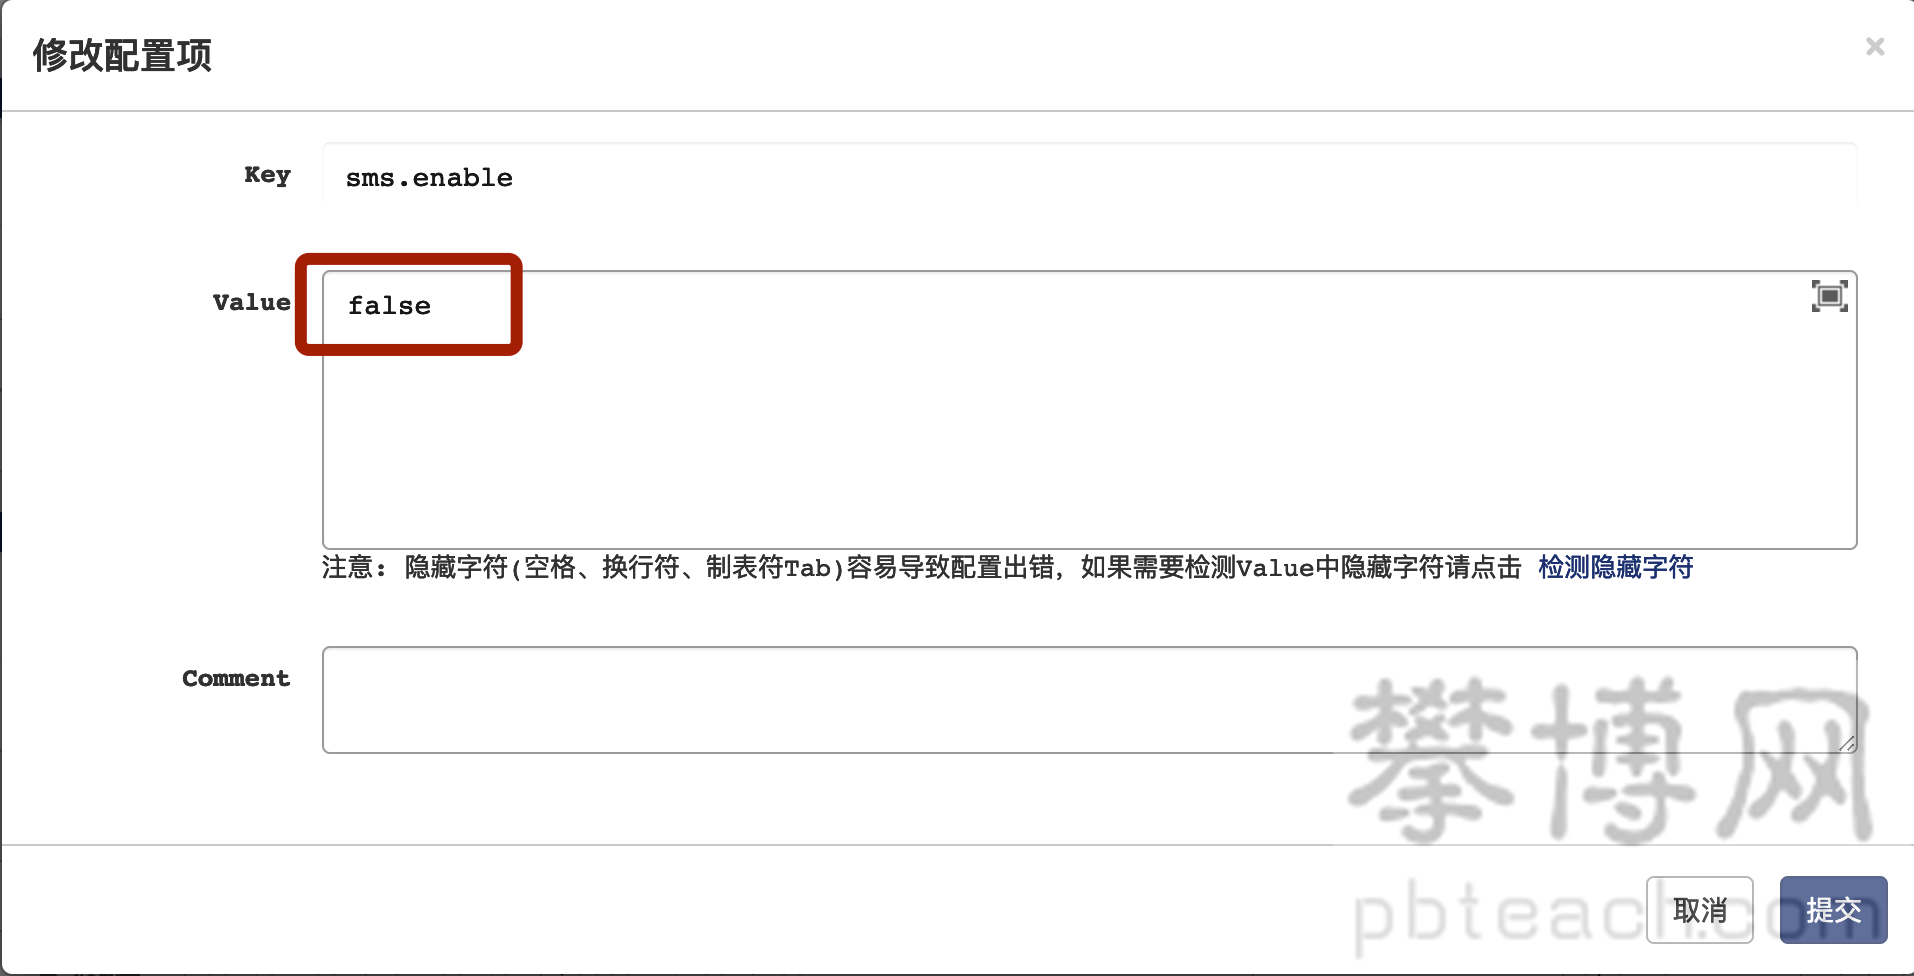 修改配置项
×
Key
sms.enable
Value
false
注意: 隐藏字符(空格、换行符、制表符Tab)容易导致配置出错，如果需要检测Value中隐藏字符请点击 检测隐藏字符
Comment
攀博网
pbteach.com
取消
提交